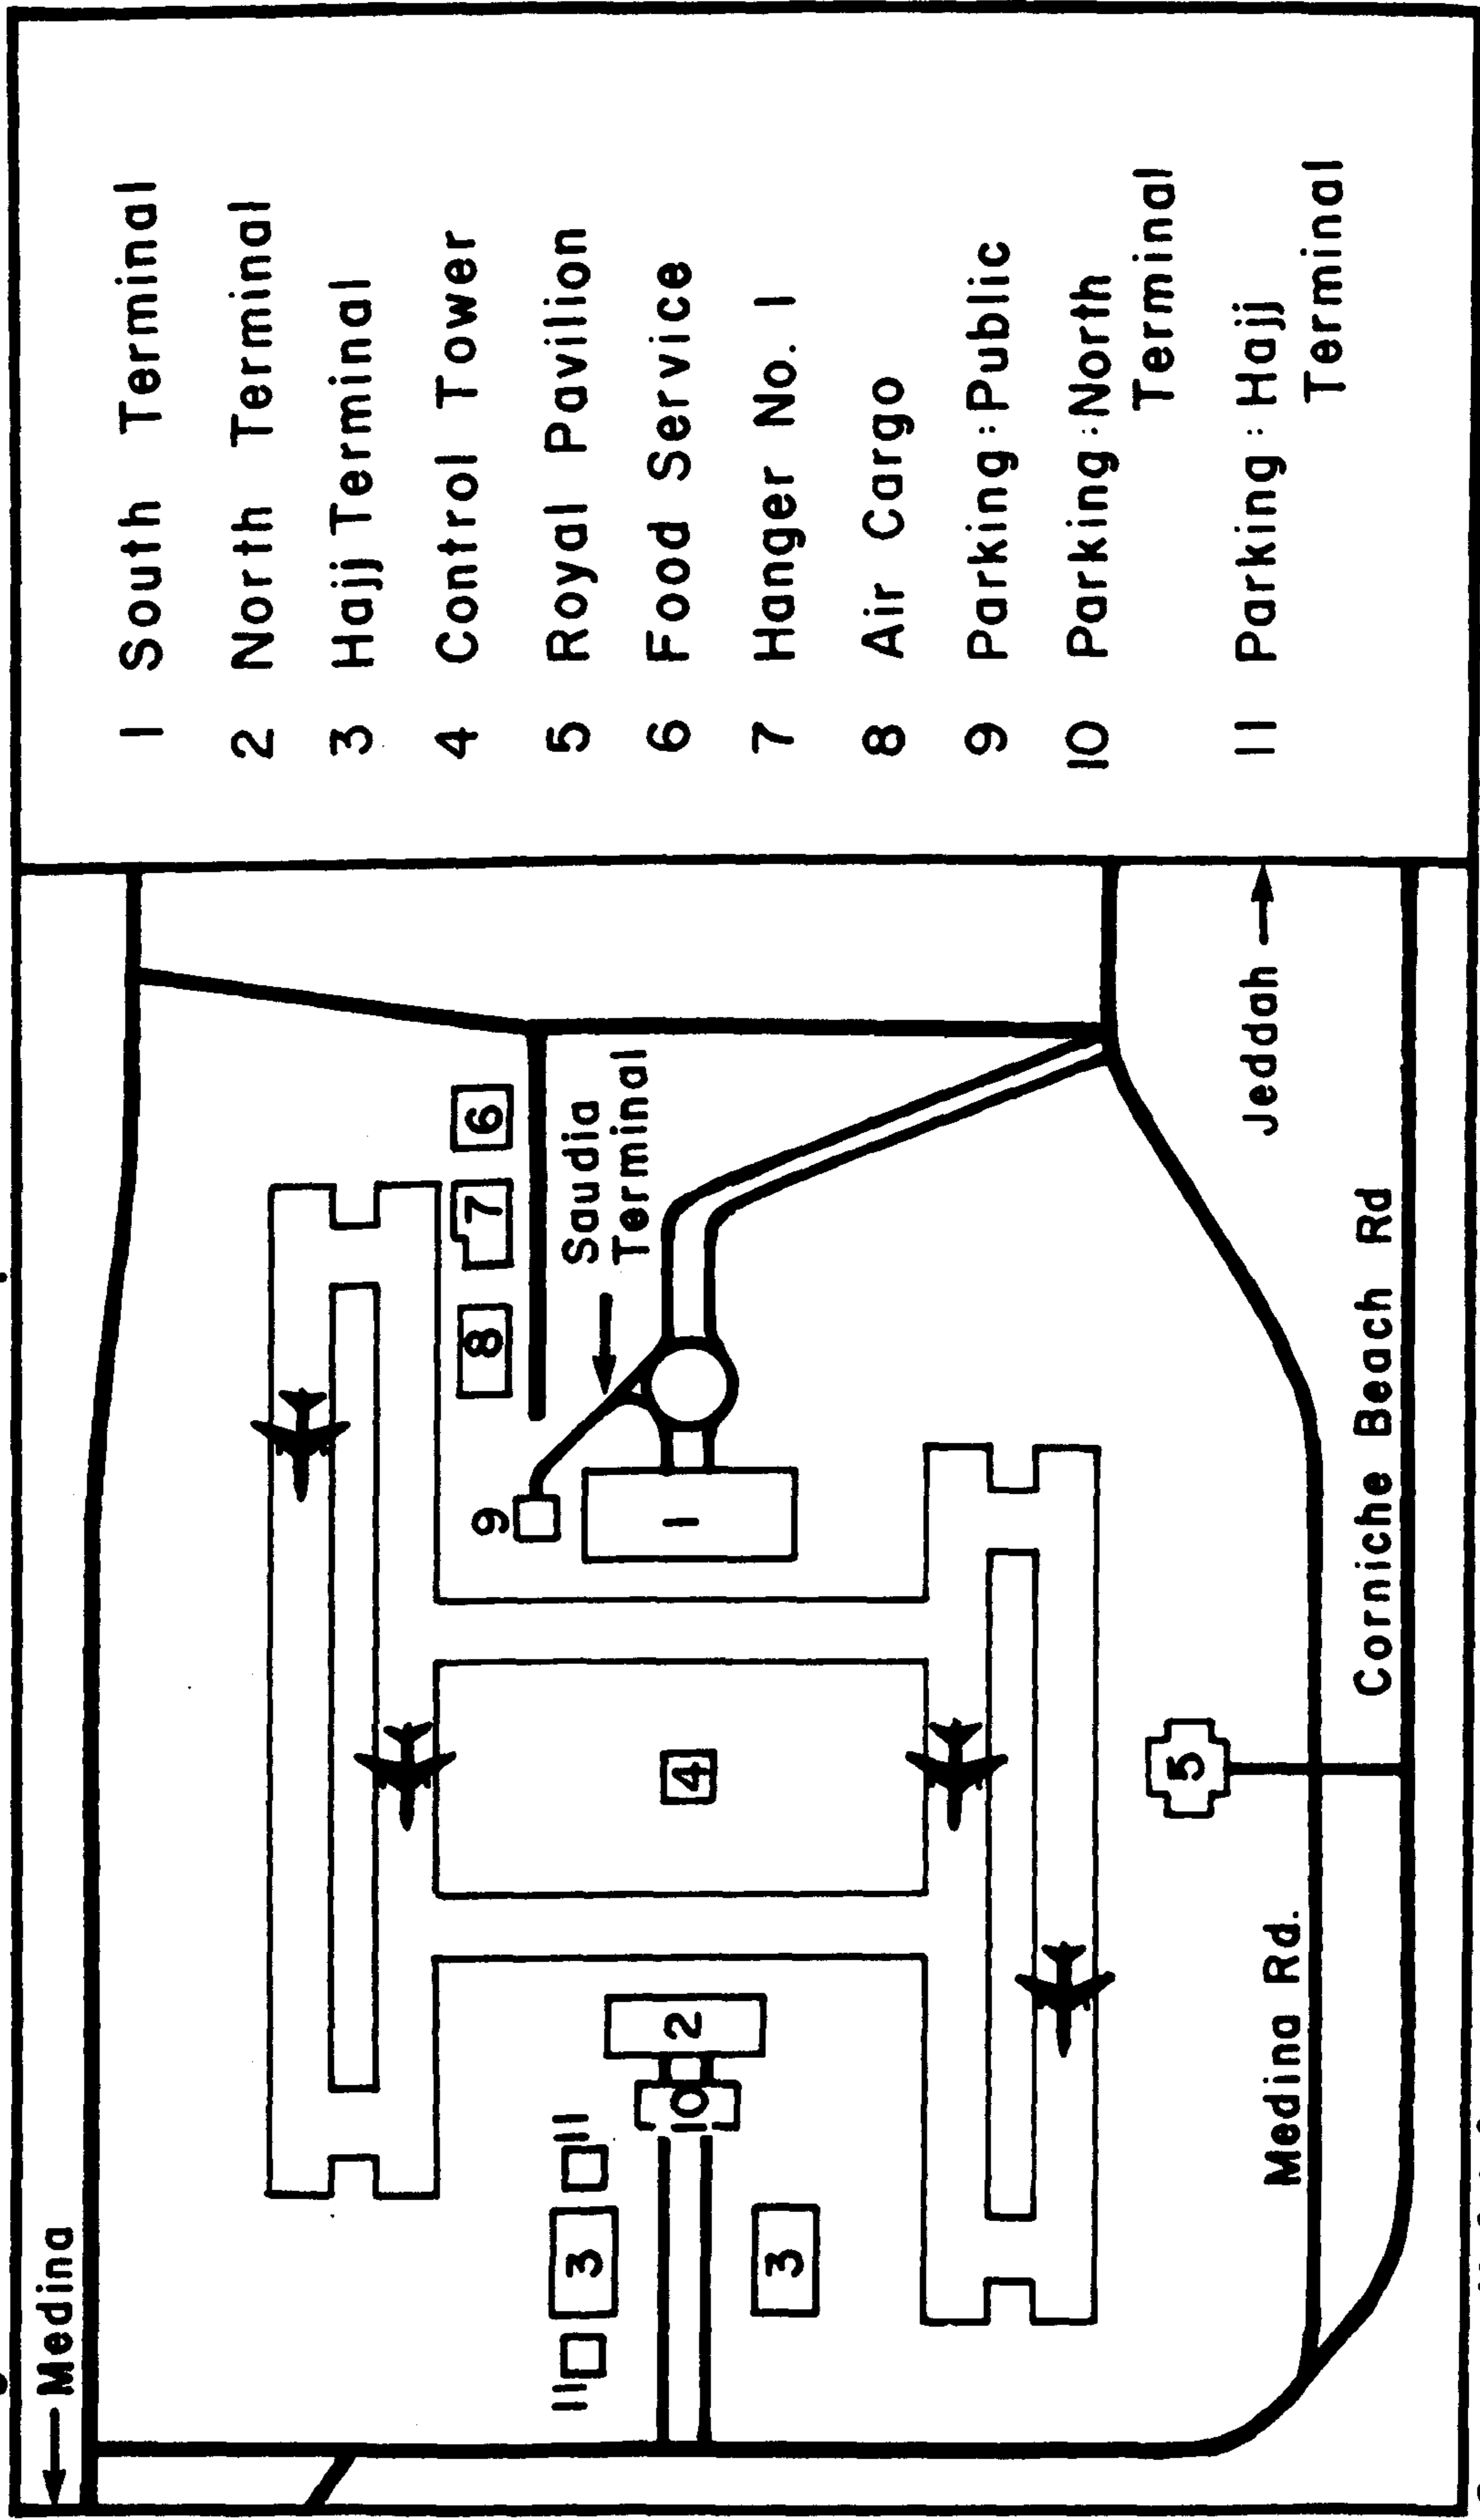 ← Medina
11
3
11
3
10
2
4
9
1
8
7
6
Saudia
Terminal
5
Medina Rd.
Corniche Beach Rd
Jeddah →
1 South Terminal
2 North Terminal
3 Hajj Terminal
4 Control Tower
5 Royal Pavilion
6 Food Service
7 Hanger No. 1
8 Air Cargo
9 Parking:Public
10 Parking:North
Terminal
11 Parking:Hajj
Terminal